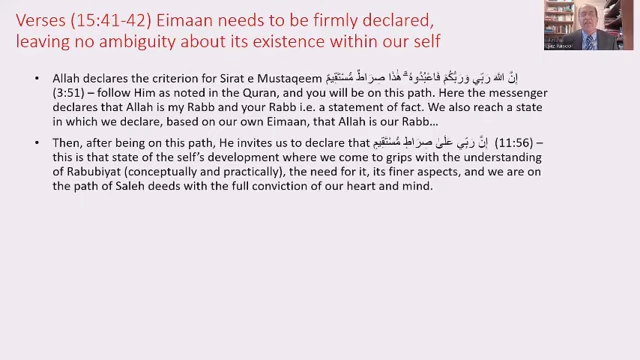 Verses (15:41-42) Eimaan needs to be firmly declared,
leaving no ambiguity about its existence within our self
• Allah declares the criterion for Sirat e Mustaqeem إِنَّ اللَّهَ رَبِّي وَرَبُّكُمْ فَاعْبُدُوهُ ۗ هَٰذَا صِرَاطٌ مُّسْتَقِيمٌ
(3:51) – follow Him as noted in the Quran, and you will be on this path. Here the messenger
declares that Allah is my Rabb and your Rabb i.e. a statement of fact. We also reach a state
in which we declare, based on our own Eimaan, that Allah is our Rabb…
• Then, after being on this path, He invites us to declare that إِنَّ رَبِّي عَلَىٰ صِرَاطٍ مُّسْتَقِيمٍ (11:56) –
this is that state of the self’s development where we come to grips with the understanding
of Rabubiyat (conceptually and practically), the need for it, its finer aspects, and we are on
the path of Saleh deeds with the full conviction of our heart and mind.